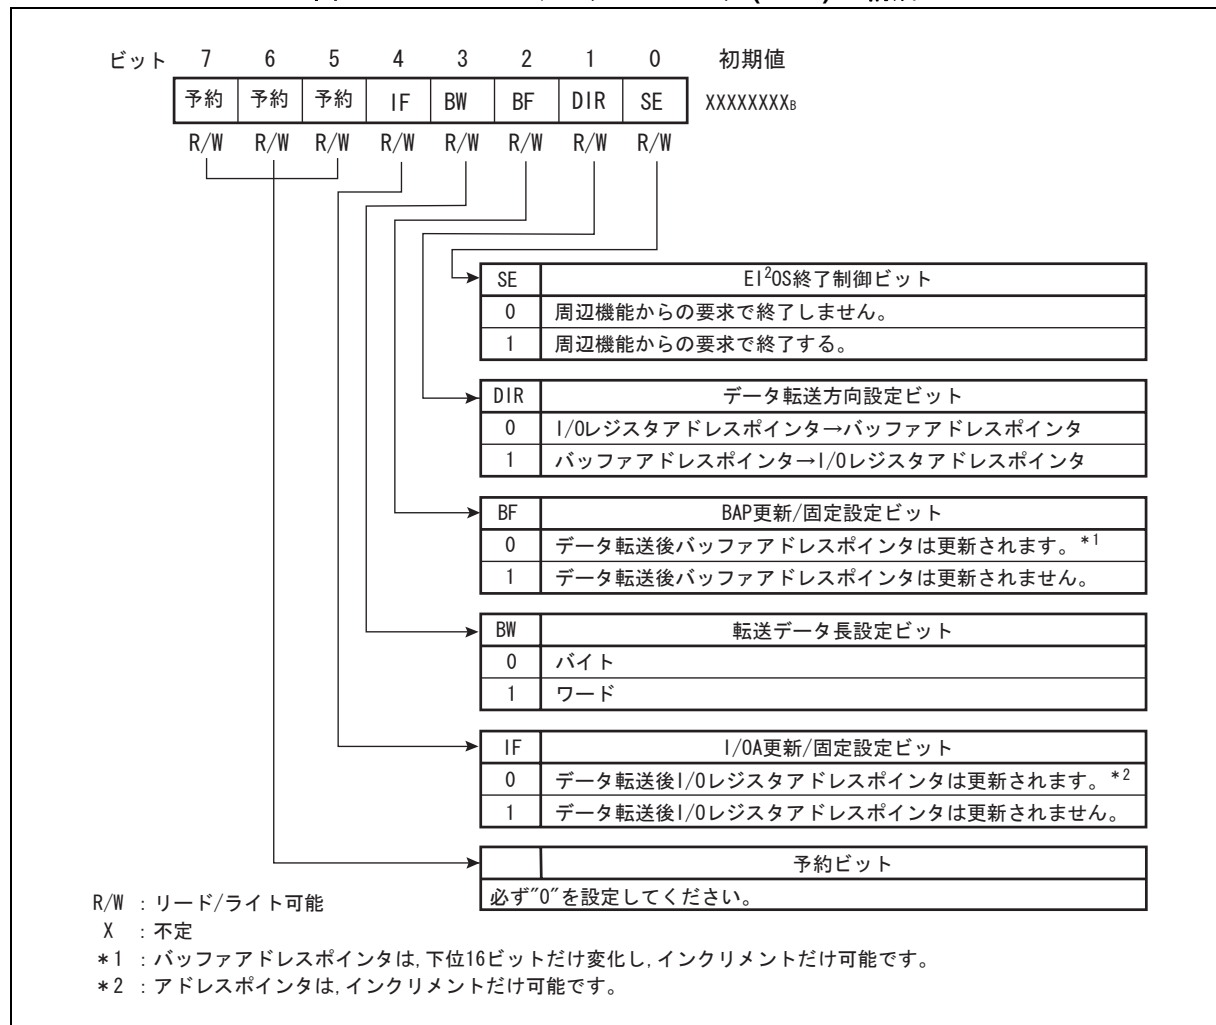 ビット 7 6 5 4 3 2 1 0 初期値
予約 予約 予約 IF BW BF DIR SE XXXXXXXXB
R/W R/W R/W R/W R/W R/W R/W R/W
SE EI²OS終了制御ビット
0 周辺機能からの要求で終了しません。
1 周辺機能からの要求で終了する。
DIR データ転送方向設定ビット
0 I/Oレジスタアドレスポインタ→バッファアドレスポインタ
1 バッファアドレスポインタ→I/Oレジスタアドレスポインタ
BF BAP更新/固定設定ビット
0 データ転送後バッファアドレスポインタは更新されます。*1
1 データ転送後バッファアドレスポインタは更新されません。
BW 転送データ長設定ビット
0 バイト
1 ワード
IF I/OA更新/固定設定ビット
0 データ転送後I/Oレジスタアドレスポインタは更新されます。*2
1 データ転送後I/Oレジスタアドレスポインタは更新されません。
予約ビット
必ず"0"を設定してください。
R/W :リード/ライト可能
X :不定
*1 :バッファアドレスポインタは,下位16ビットだけ変化し,インクリメントだけ可能です。
*2 :アドレスポインタは,インクリメントだけ可能です。